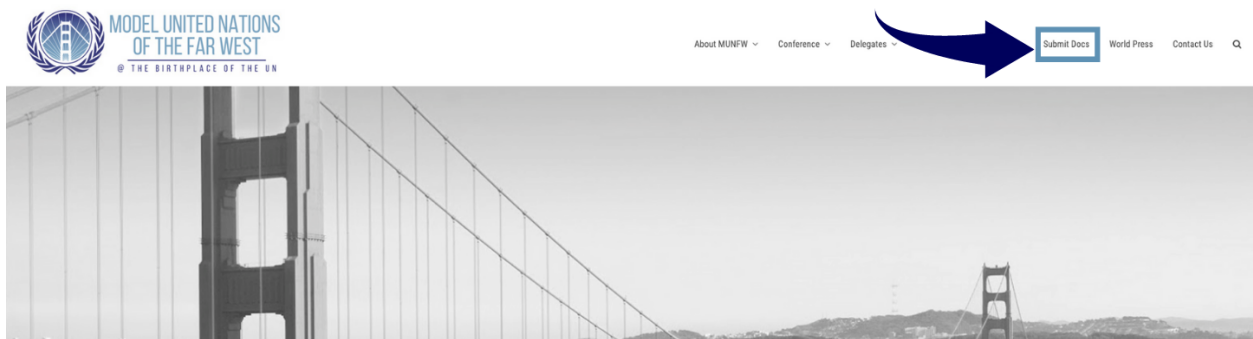 MODEL UNITED NATIONS
OF THE FAR WEST
@ THE BIRTHPLACE OF THE UN
About MUNFW Conference Delegates Submit Docs World Press Contact Us